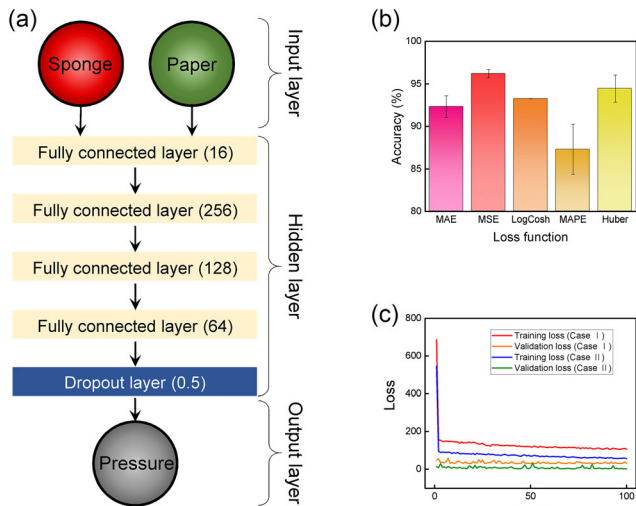 (a)
Sponge
Paper
Input layer
Fully connected layer (16)
Fully connected layer (256)
Fully connected layer (128)
Fully connected layer (64)
Dropout layer (0.5)
Hidden layer
Pressure
Output layer
(b)
100
95
92
90
85
80
Accuracy (%)
MAE
MSE
LogCosh
MAPE
Huber
Loss function
(c)
800
600
400
200
0
Loss
Training loss (Case Ⅰ)
Validation loss (Case Ⅰ)
Training loss (Case Ⅱ)
Validation loss (Case Ⅱ)
0
50
100